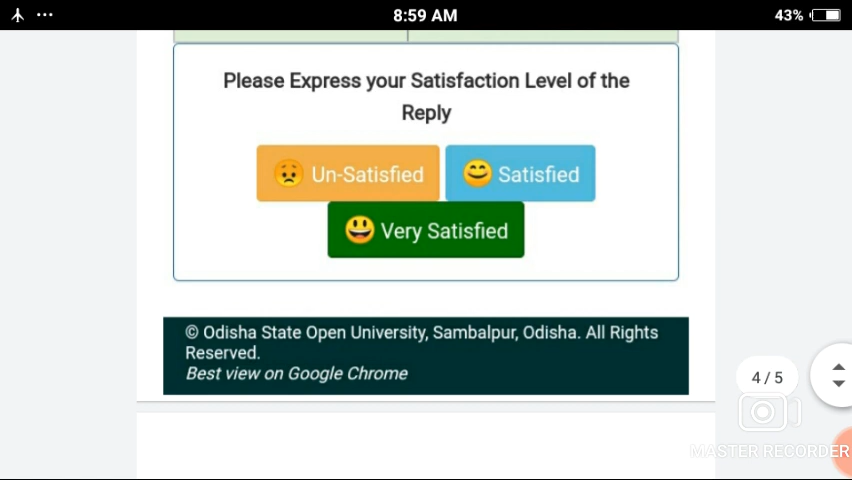 8:59 AM
43%
Please Express your Satisfaction Level of the
Reply
Un-Satisfied
Satisfied
Very Satisfied
© Odisha State Open University, Sambalpur, Odisha. All Rights
Reserved.
Best view on Google Chrome
4/5
MASTER RECORDER